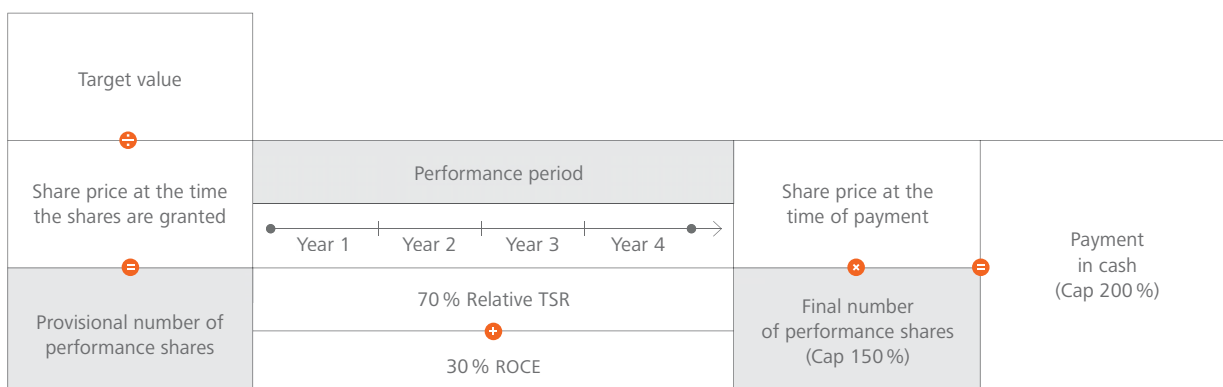 Target value
÷
Share price at the time
the shares are granted
=
Provisional number of
performance shares
Performance period
Year 1
Year 2
Year 3
Year 4
70 % Relative TSR
+
30 % ROCE
Share price at the
time of payment
×
Final number
of performance shares
(Cap 150 %)
=
Payment
in cash
(Cap 200 %)